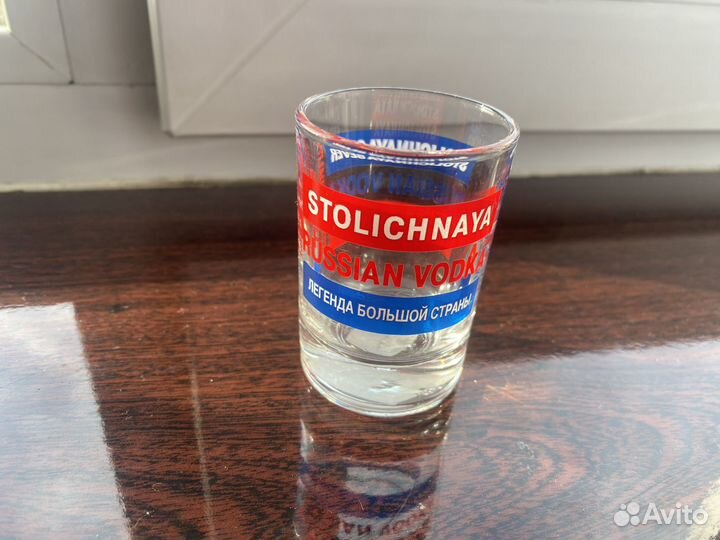 STOLICHNAYA
RUSSIAN VODKA
ЛЕГЕНДА БОЛЬШОЙ СТРАНЫ
Avito